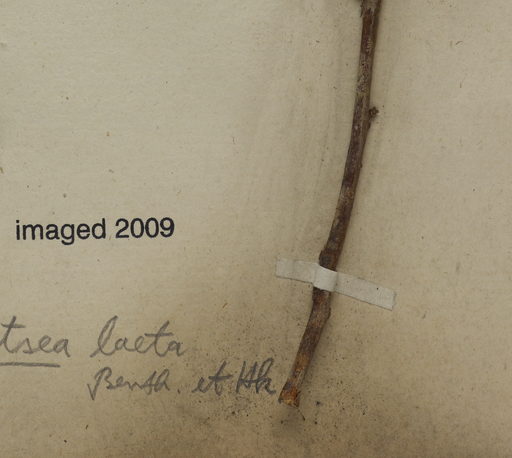 imaged 2009
tsea laeta
Benth. et Hk